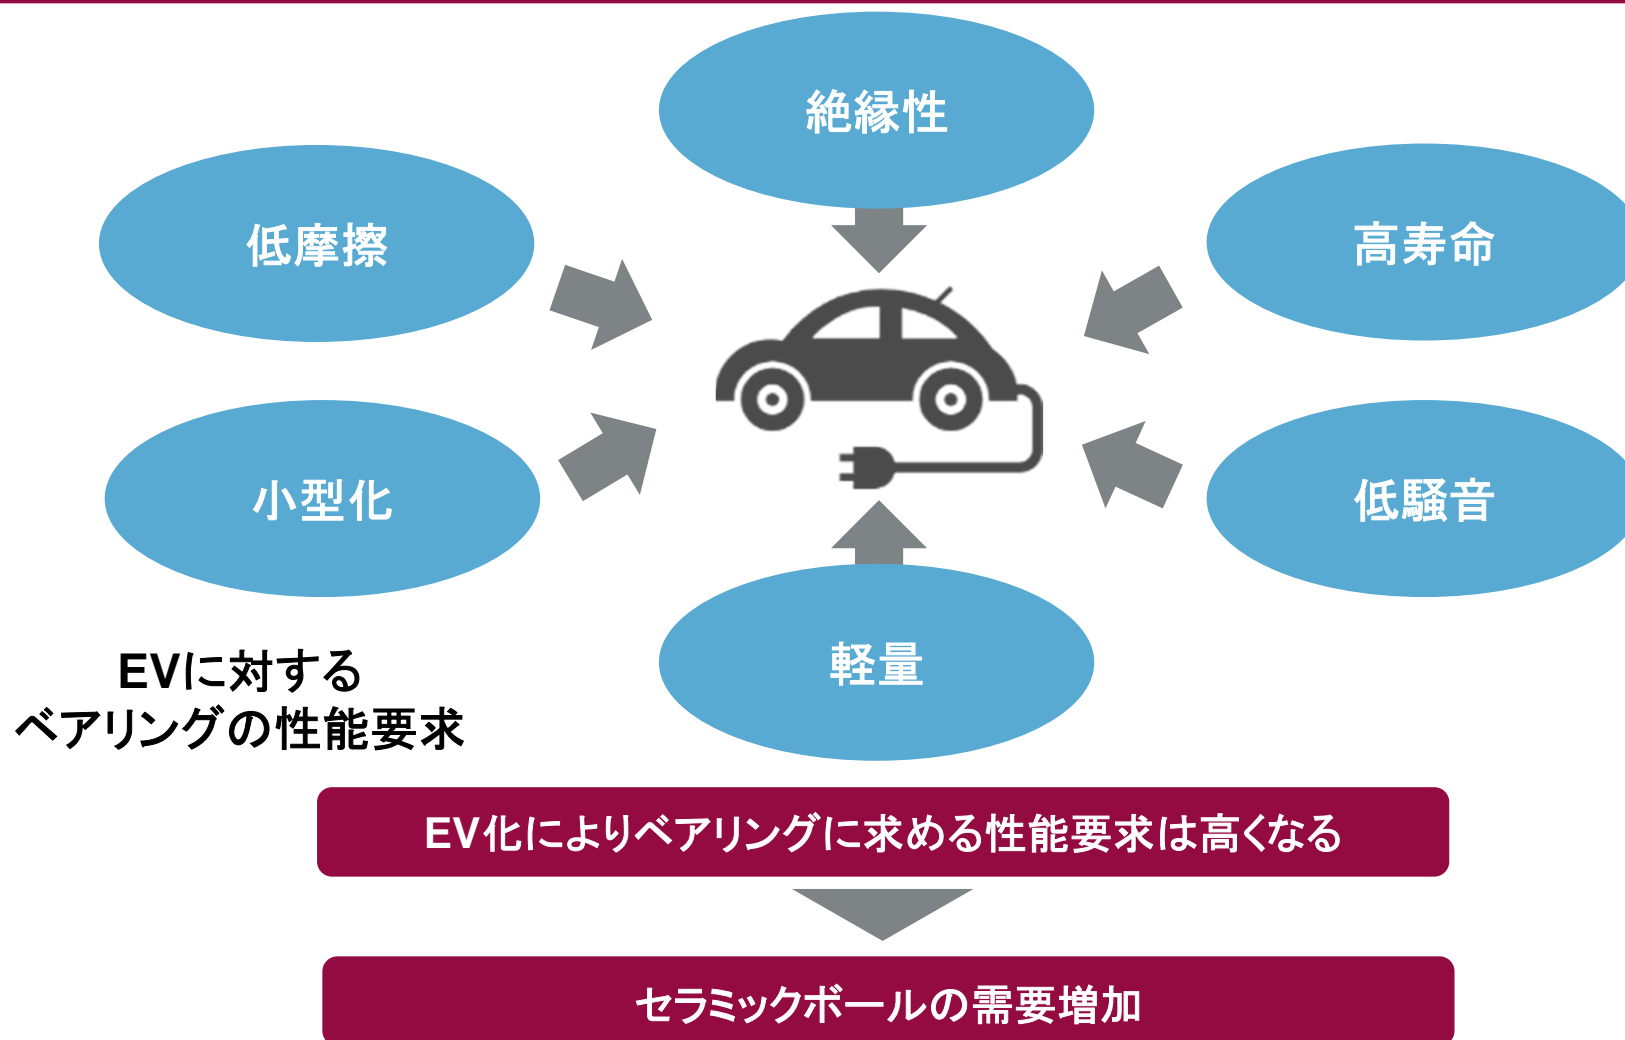 絶縁性
低摩擦
高寿命
小型化
低騒音
軽量
EVに対する
ベアリングの性能要求
EV化によりベアリングに求める性能要求は高くなる
セラミックボールの需要増加